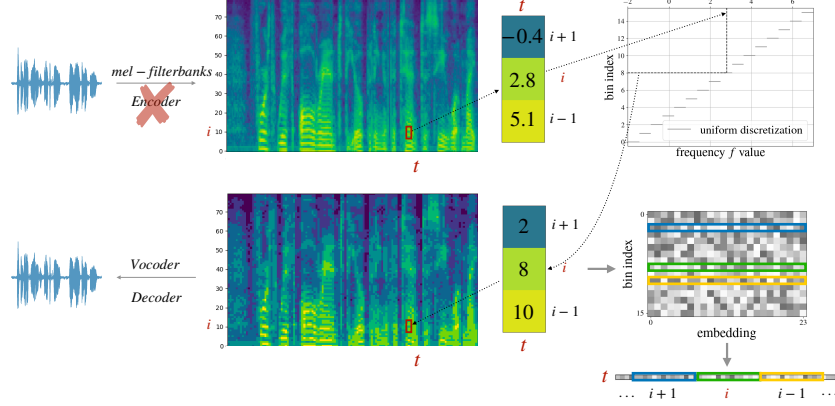 mel – filterbanks
Encoder
i
70
60
50
40
30
20
10
0
t
t
−0.4 i + 1
2.8 i
5.1 i − 1
bin index
14
12
10
8
6
4
2
0
uniform discretization
−2 0 2 4 6
frequency f value
Vocoder
Decoder
i
70
60
50
40
30
20
10
0
t
2 i + 1
8 i
10 i − 1
t
bin index
0
15
0 23
embedding
t
... i + 1 i i − 1 ...